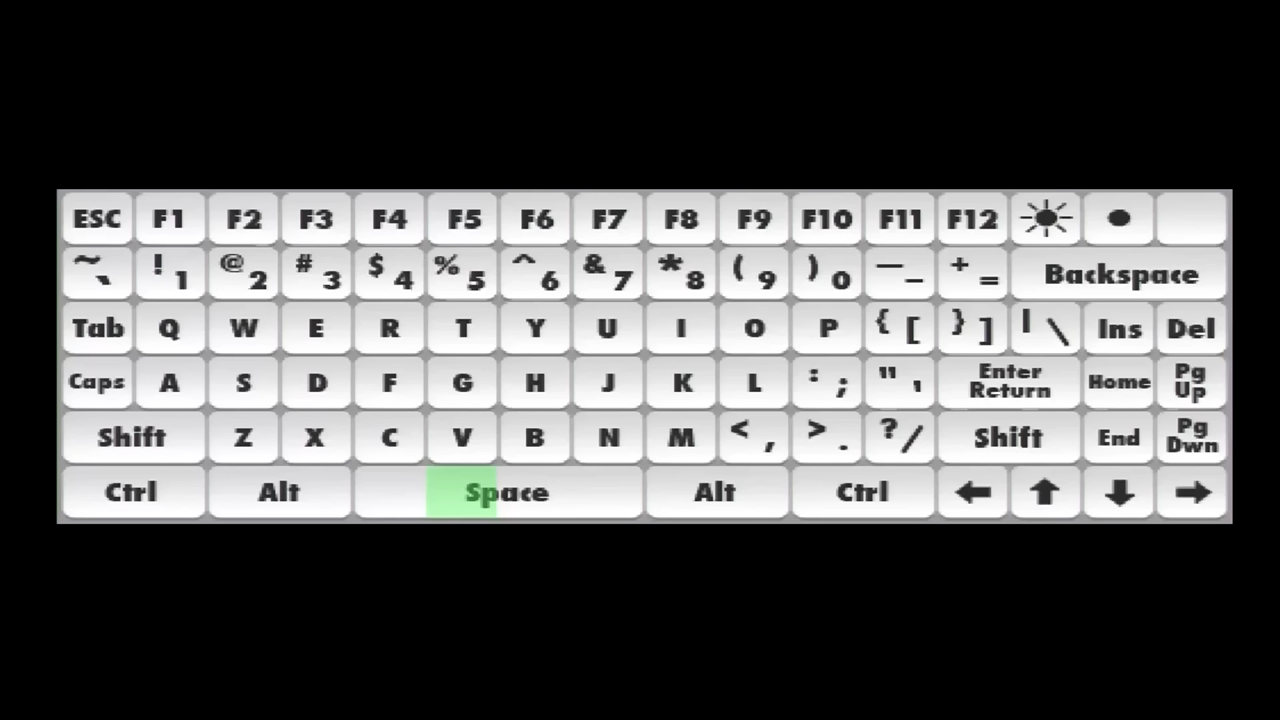 ESC F1 F2 F3 F4 F5 F6 F7 F8 F9 F10 F11 F12
~ ` ! 1 @ 2 # 3 $ 4 % 5 ^ 6 & 7 * 8 ( 9 ) 0 — _ + = Backspace
Tab Q W E R T Y U I O P { [ } ] | \ Ins Del
Caps A S D F G H J K L : ; " ' Enter Return Home Pg Up
Shift Z X C V B N M < , > . ? / Shift End Pg Dwn
Ctrl Alt Space Alt Ctrl ← ↑ ↓ →